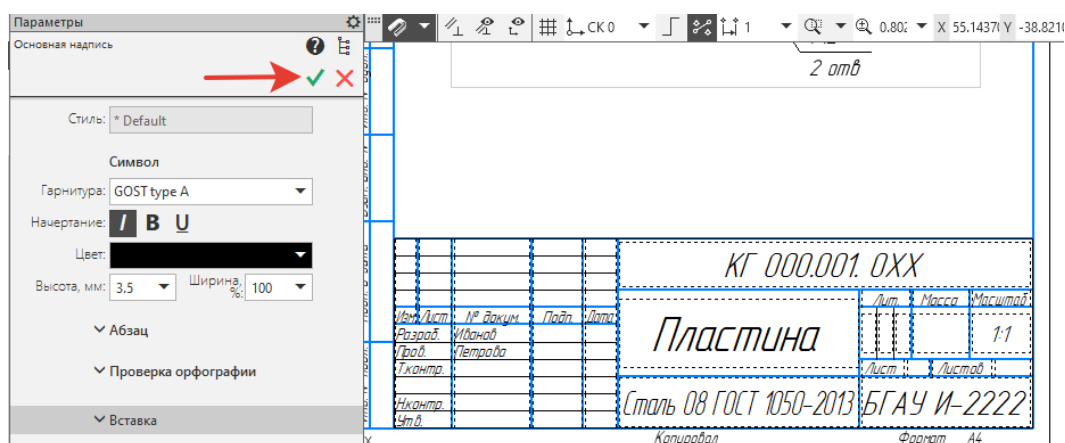 Параметры
СК 0 1 0.802 X 55.1437( Y -38.8210
Основная надпись
Стиль: * Default
Символ
Гарнитура: GOST type A
Начертание: I B U
Цвет:
Высота, мм: 3.5 Ширина, %: 100
Абзац
Проверка орфографии
Вставка
2 отв
КГ 000.001. 0ХХ
Лит. Масса Масштаб
Изм. Лист № докум. Подп. Дата
Разраб. Иванов
Пластина
1:1
Пров. Петрова
Т.контр.
Лист Листов
Н.контр.
Сталь 08 ГОСТ 1050-2013 БГАУ И-2222
Утв.
Копировал Формат А4